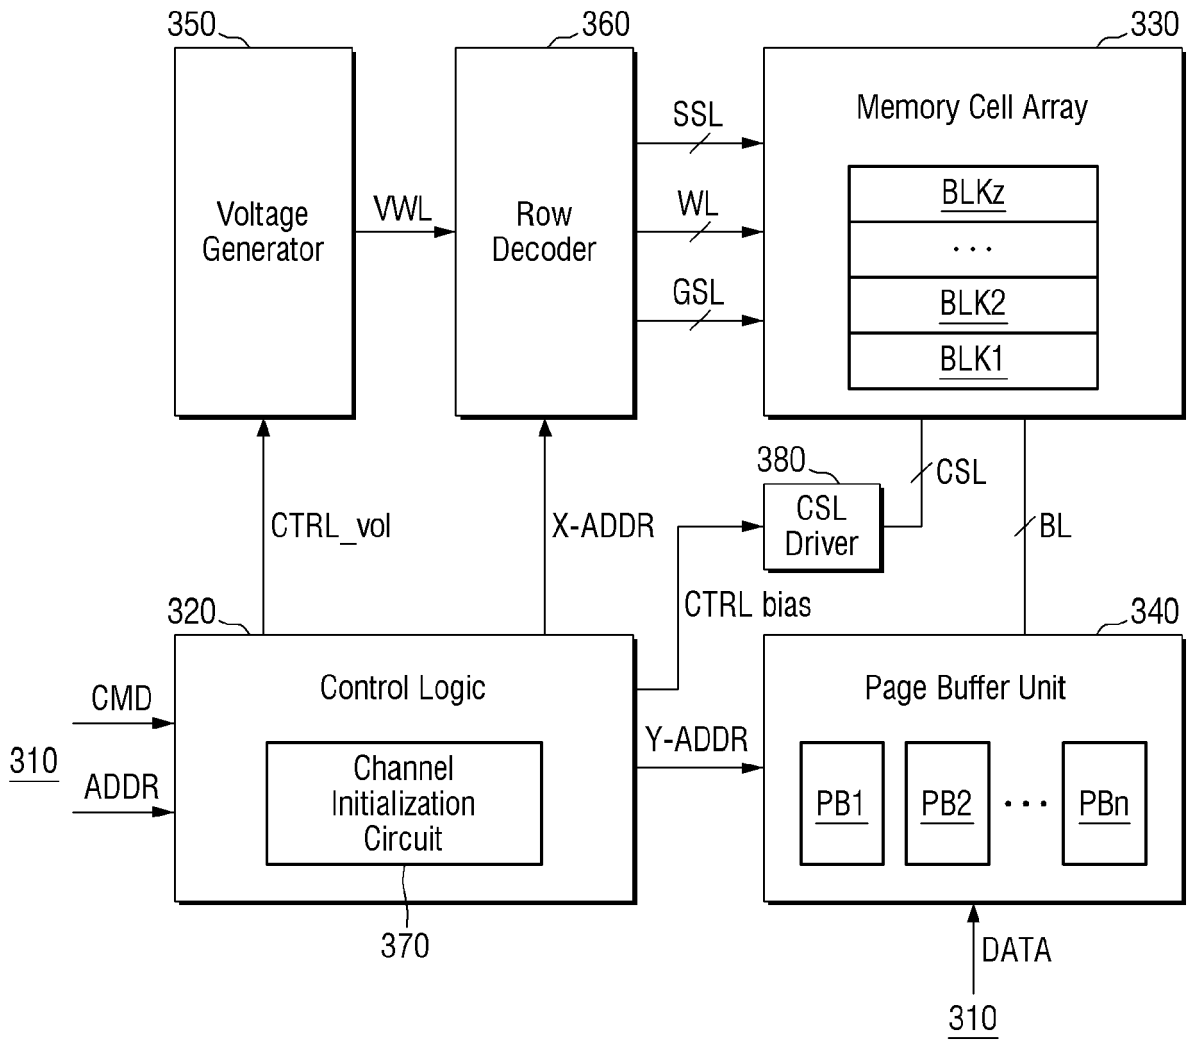 350
360
330
Voltage
Generator
VWL
Row
Decoder
SSL
WL
GSL
Memory Cell Array
BLKz
···
BLK2
BLK1
CTRL_vol
X-ADDR
380
CSL
Driver
CSL
BL
CTRL bias
320
340
CMD
310
ADDR
Control Logic
Channel
Initialization
Circuit
370
Y-ADDR
Page Buffer Unit
PB1 PB2 ··· PBn
DATA
310